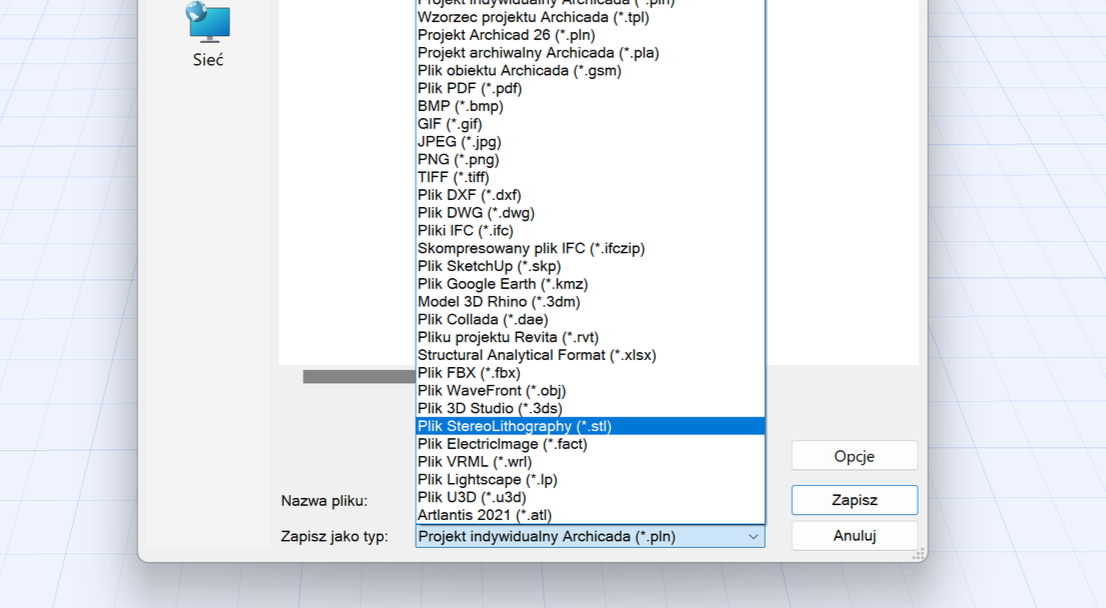 Projekt indywidualny Archicada (*.pln)
Wzorzec projektu Archicada (*.tpl)
Projekt Archicad 26 (*.pln)
Projekt archiwalny Archicada (*.pla)
Plik obiektu Archicada (*.gsm)
Plik PDF (*.pdf)
BMP (*.bmp)
GIF (*.gif)
JPEG (*.jpg)
PNG (*.png)
TIFF (*.tiff)
Plik DXF (*.dxf)
Plik DWG (*.dwg)
Pliki IFC (*.ifc)
Skompresowany plik IFC (*.ifczip)
Plik SketchUp (*.skp)
Plik Google Earth (*.kmz)
Model 3D Rhino (*.3dm)
Plik Collada (*.dae)
Pliku projektu Revita (*.rvt)
Structural Analytical Format (*.xlsx)
Plik FBX (*.fbx)
Plik WaveFront (*.obj)
Plik 3D Studio (*.3ds)
Plik StereoLithography (*.stl)
Plik ElectricImage (*.fact)
Plik VRML (*.wrl)
Plik Lightscape (*.lp)
Plik U3D (*.u3d)
Artlantis 2021 (*.atl)
Sieć
Opcje
Nazwa pliku:
Zapisz
Zapisz jako typ:
Projekt indywidualny Archicada (*.pln)
Anuluj